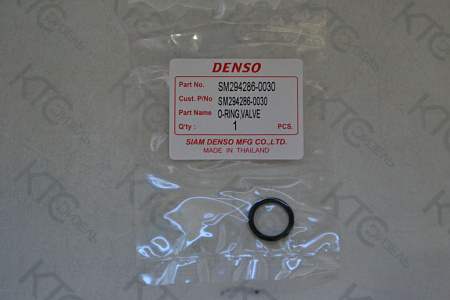 DENSO
Part No. SM294286-0030
Cust. P/No SM294286-0030
Part Name O-RING,VALVE
Q'ty : 1 PCS.
SIAM DENSO MFG CO.,LTD.
MADE IN THAILAND